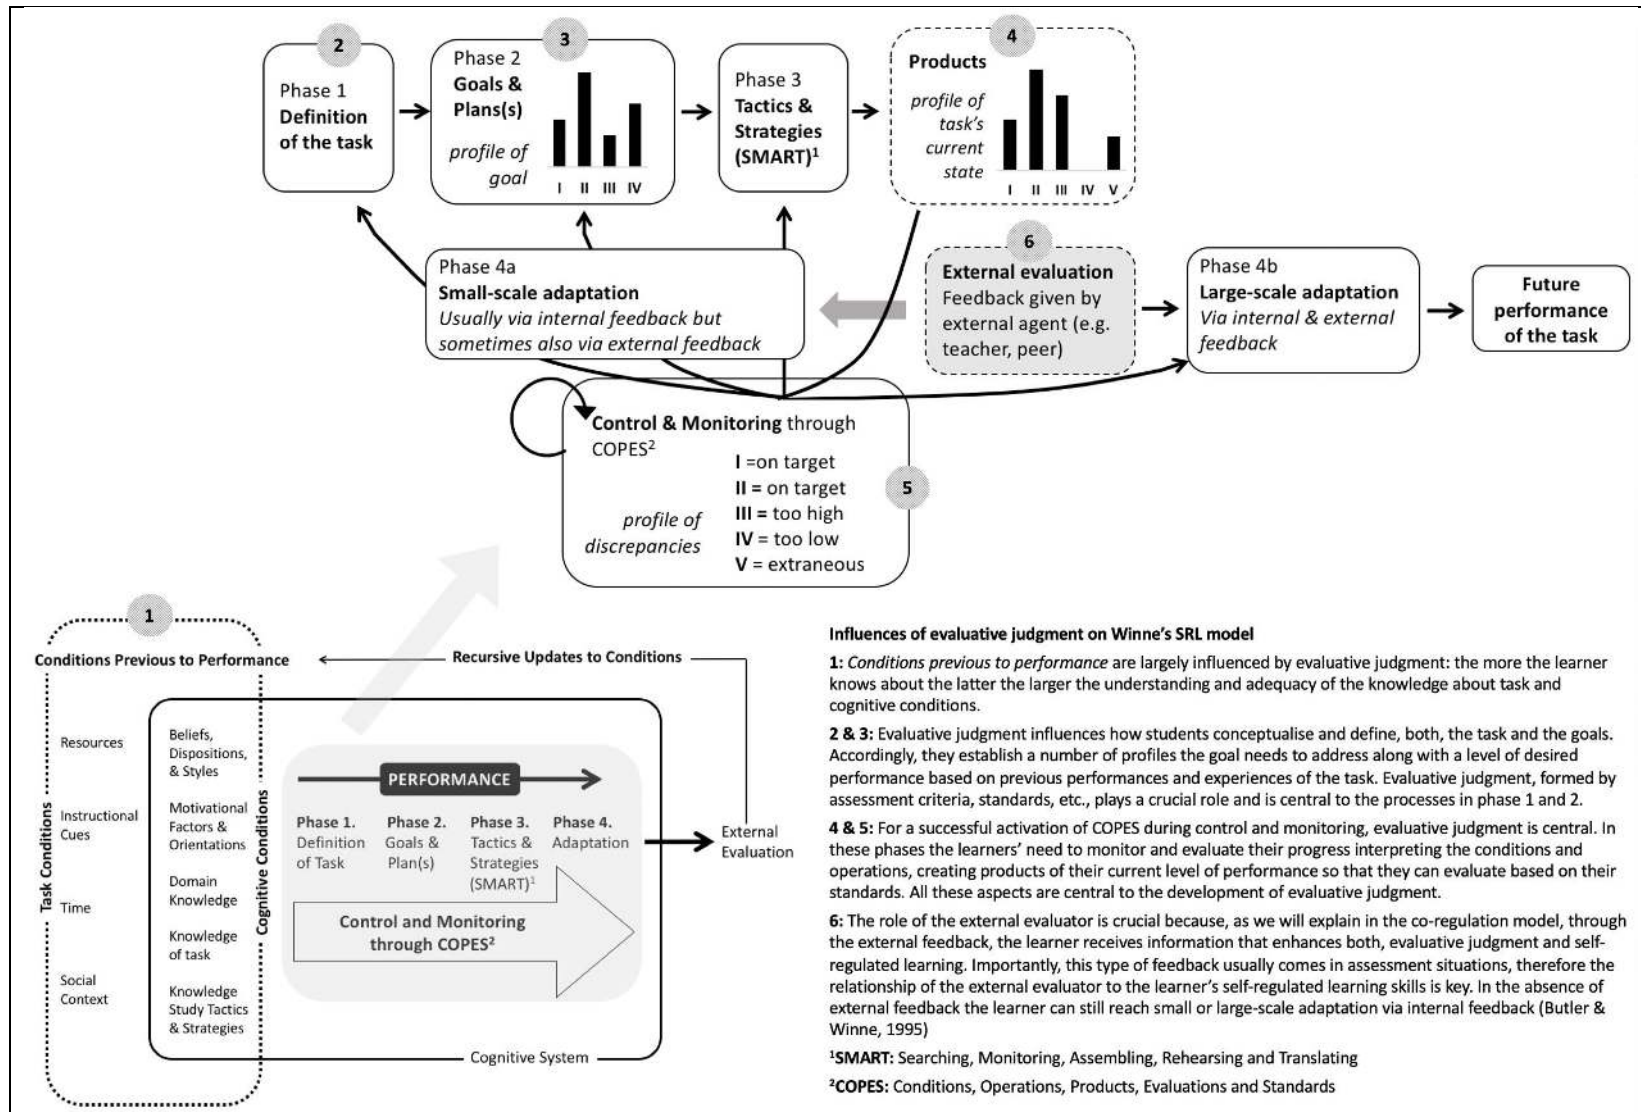 2
Phase 1
Definition
of the task
3
Phase 2
Goals &
Plans(s)
profile of
goal
I II III IV
Phase 3
Tactics &
Strategies
(SMART)1
4
Products
profile of
task's
current
state
I II III IV V
Phase 4a
Small-scale adaptation
Usually via internal feedback but
sometimes also via external feedback
6
External evaluation
Feedback given by
external agent (e.g.
teacher, peer)
Phase 4b
Large-scale adaptation
Via internal & external
feedback
Future
performance
of the task
Control & Monitoring through
COPES2
I =on target
II = on target
III = too high
IV = too low
V = extraneous
profile of
discrepancies
5
1
Conditions Previous to Performance
Recursive Updates to Conditions
Task Conditions
Resources
Instructional
Cues
Time
Social
Context
Cognitive Conditions
Beliefs,
Dispositions,
& Styles
Motivational
Factors &
Orientations
Domain
Knowledge
Knowledge
of task
Knowledge
Study Tactics
& Strategies
PERFORMANCE
Phase 1.
Definition
of Task
Phase 2.
Goals &
Plan(s)
Phase 3.
Tactics &
Strategies
(SMART)1
Phase 4.
Adaptation
Control and Monitoring
through COPES2
External
Evaluation
Cognitive System
Influences of evaluative judgment on Winne's SRL model
1: Conditions previous to performance are largely influenced by evaluative judgment: the more the learner
knows about the latter the larger the understanding and adequacy of the knowledge about task and
cognitive conditions.
2 & 3: Evaluative judgment influences how students conceptualise and define, both, the task and the goals.
Accordingly, they establish a number of profiles the goal needs to address along with a level of desired
performance based on previous performances and experiences of the task. Evaluative judgment, formed by
assessment criteria, standards, etc., plays a crucial role and is central to the processes in phase 1 and 2.
4 & 5: For a successful activation of COPES during control and monitoring, evaluative judgment is central. In
these phases the learners' need to monitor and evaluate their progress interpreting the conditions and
operations, creating products of their current level of performance so that they can evaluate based on their
standards. All these aspects are central to the development of evaluative judgment.
6: The role of the external evaluator is crucial because, as we will explain in the co-regulation model, through
the external feedback, the learner receives information that enhances both, evaluative judgment and self-
regulated learning. Importantly, this type of feedback usually comes in assessment situations, therefore the
relationship of the external evaluator to the learner's self-regulated learning skills is key. In the absence of
external feedback the learner can still reach small or large-scale adaptation via internal feedback (Butler &
Winne, 1995)
1SMART: Searching, Monitoring, Assembling, Rehearsing and Translating
2COPES: Conditions, Operations, Products, Evaluations and Standards